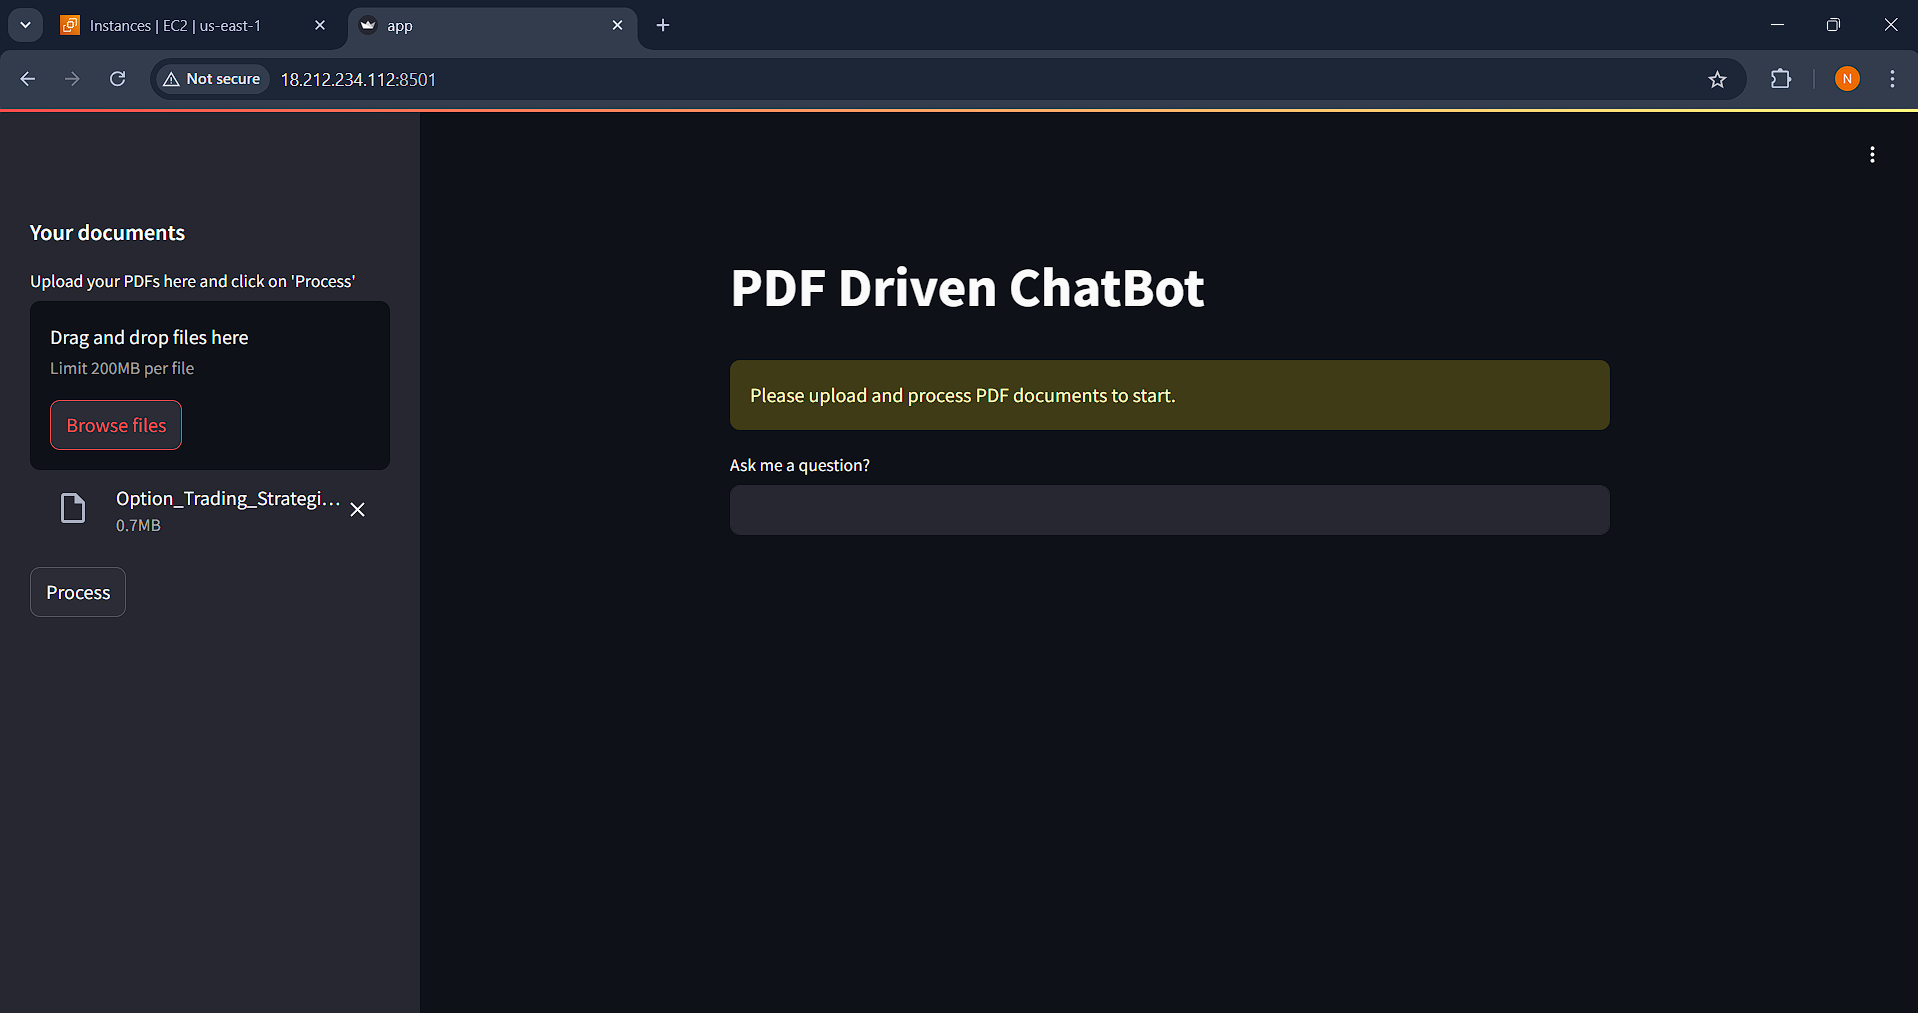 Instances | EC2 | us-east-1
app
Not secure
18.212.234.112:8501
N
Your documents
Upload your PDFs here and click on 'Process'
Drag and drop files here
Limit 200MB per file
Browse files
Option_Trading_Strategi...
0.7MB
Process
PDF Driven ChatBot
Please upload and process PDF documents to start.
Ask me a question?